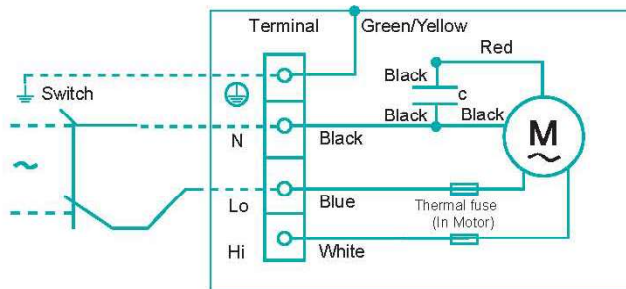 Terminal
Green/Yellow
Red
Black
Switch
c
Black
Black
N
Black
M
Lo
Blue
Thermal fuse
(In Motor)
Hi
White